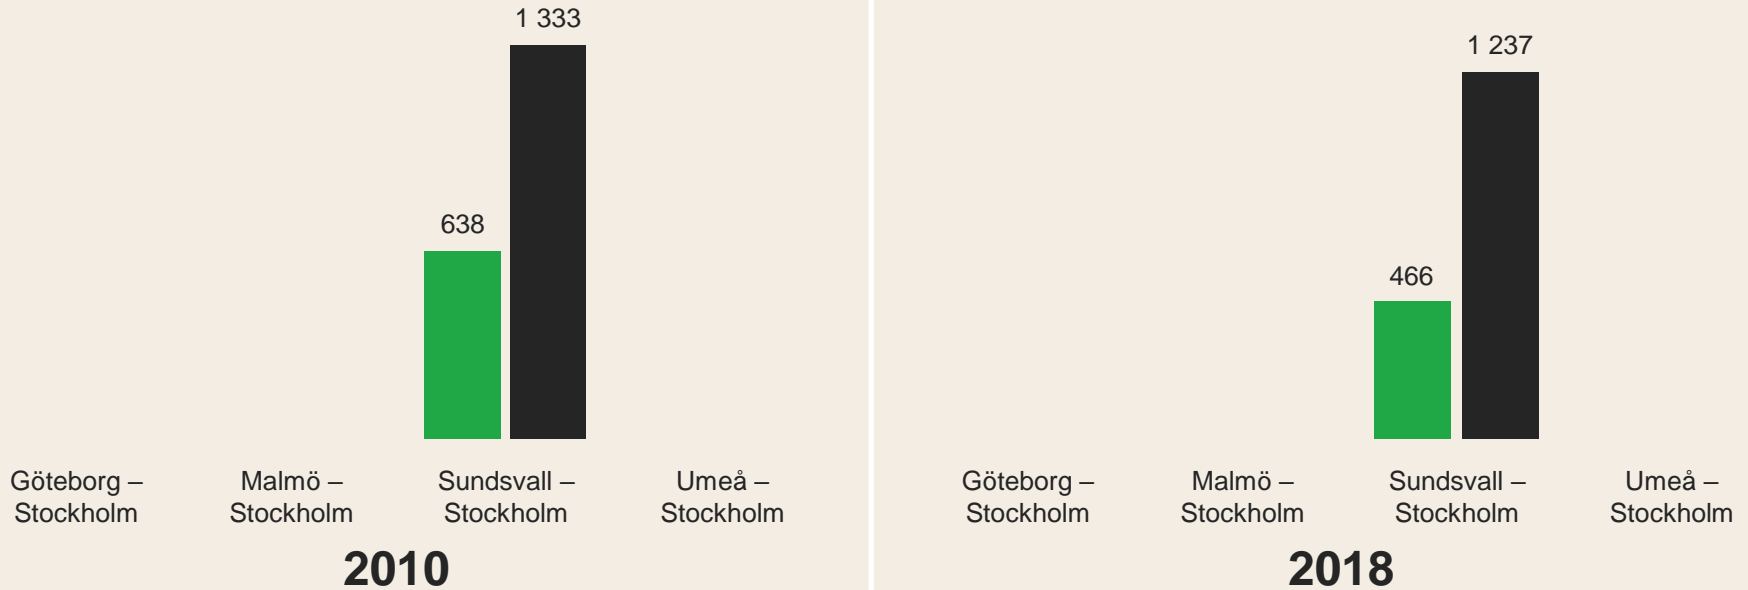 1 333
638
Göteborg –
Stockholm
Malmö –
Stockholm
Sundsvall –
Stockholm
Umeå –
Stockholm
2010
1 237
466
Göteborg –
Stockholm
Malmö –
Stockholm
Sundsvall –
Stockholm
Umeå –
Stockholm
2018